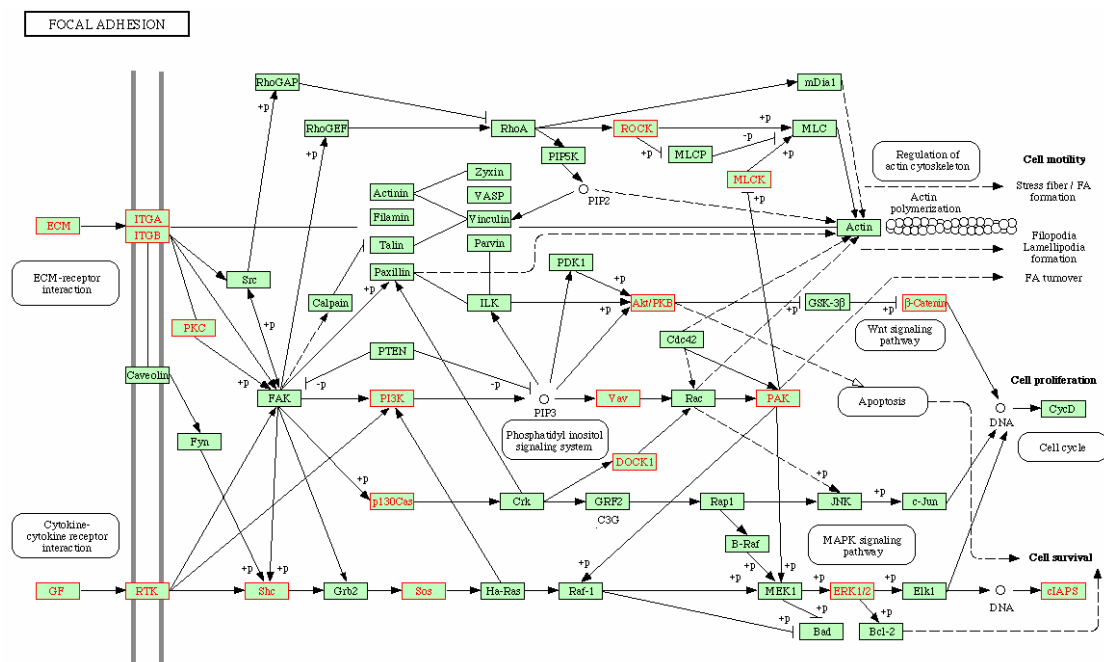 FOCAL ADHESION
RhoGAP
mDia1
+p
+p
RhoGEF
RhoA
ROCK
+p
MLC
-p
+p
+p
PIP5K
MLCP
Regulation of
actin cytoskeleton
Cell motility
Zyxin
MLCK
Stress fiber / FA
formation
Actinin
VASP
PIP2
Actin
polymerization
ECM
ITGA
ITGB
Filamin
Vinculin
Actin
Talin
Parvin
Filopodia
Lamellipodia
formation
ECM-receptor
interaction
Src
Paxillin
PDK1
+p
FA turnover
+p
Calpain
+p
ILK
Akt/PKB
GSK-3β
β-Catenin
PKC
+p
+p
+p
Wnt signaling
pathway
PTEN
Cdc42
Caveolin
+p
-p
-p
Cell proliferation
FAK
PI3K
PIP3
Vav
Rac
PAK
Apoptosis
DNA
CycD
Fyn
Phosphatidyl inositol
signaling system
Cell cycle
DOCK1
+p
+p
+p
p130Cas
Crk
GRF2
Rap1
JNK
c-Jun
C3G
Cytokine-
cytokine receptor
interaction
B-Raf
MAPK signaling
pathway
+p
+p
+p
+p
+p
+p
+p
+p
Cell survival
GF
RTK
Shc
Grb2
Sos
Ha-Ras
Raf-1
MEK1
ERK1/2
Elk1
DNA
cIAPS
+p
+p
+p
Bad
Bcl-2